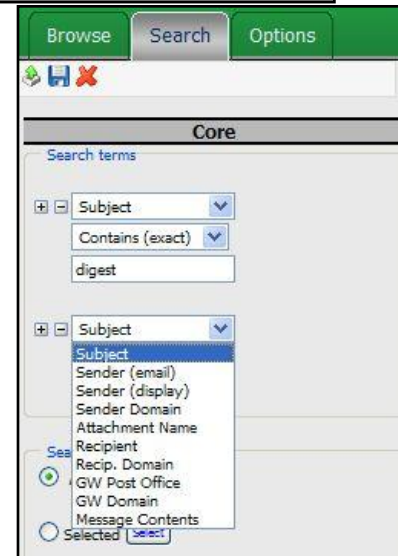 Browse Search Options
Core
Search terms
Subject
Contains (exact)
digest
Subject
Subject
Sender (email)
Sender (display)
Sender Domain
Attachment Name
Recipient
Recip. Domain
GW Post Office
GW Domain
Message Contents
Selected Select